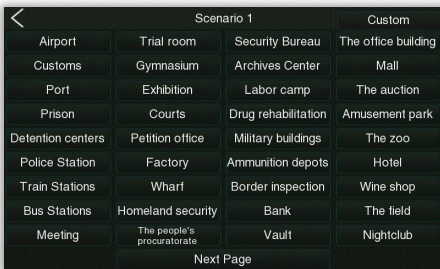 Scenario 1
Custom
Airport
Trial room
Security Bureau
The office building
Customs
Gymnasium
Archives Center
Mall
Port
Exhibition
Labor camp
The auction
Prison
Courts
Drug rehabilitation
Amusement park
Detention centers
Petition office
Military buildings
The zoo
Police Station
Factory
Ammunition depots
Hotel
Train Stations
Wharf
Border inspection
Wine shop
Bus Stations
Homeland security
Bank
The field
Meeting
The people's
procuratorate
Vault
Nightclub
Next Page